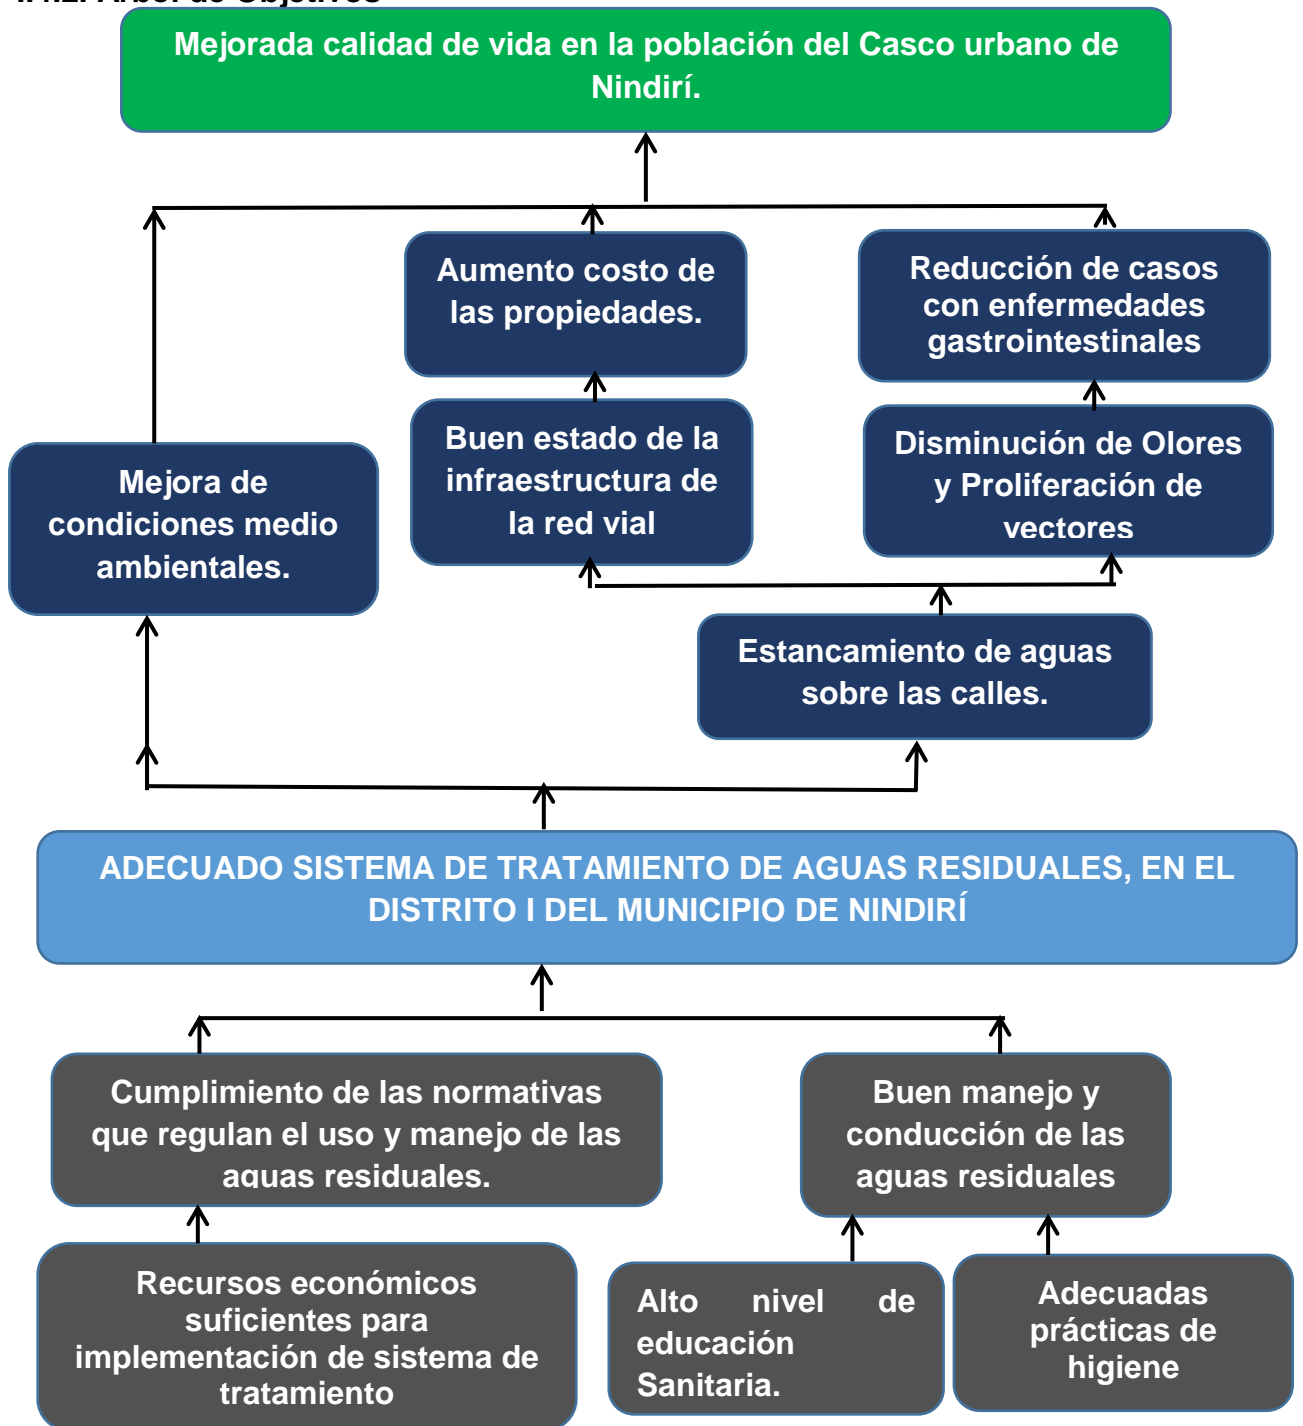 Árbol de Objetivos
Mejorada calidad de vida en la población del Casco urbano de
Nindirí.
Aumento costo de
las propiedades.
Reducción de casos
con enfermedades
gastrointestinales
Buen estado de la
infraestructura de
la red vial
Disminución de Olores
y Proliferación de
vectores
Mejora de
condiciones medio
ambientales.
Estancamiento de aguas
sobre las calles.
ADECUADO SISTEMA DE TRATAMIENTO DE AGUAS RESIDUALES, EN EL
DISTRITO I DEL MUNICIPIO DE NINDIRÍ
Cumplimiento de las normativas
que regulan el uso y manejo de las
aguas residuales.
Buen manejo y
conducción de las
aguas residuales
Recursos económicos
suficientes para
implementación de sistema de
tratamiento
Alto nivel de
educación
Sanitaria.
Adecuadas
prácticas de
higiene